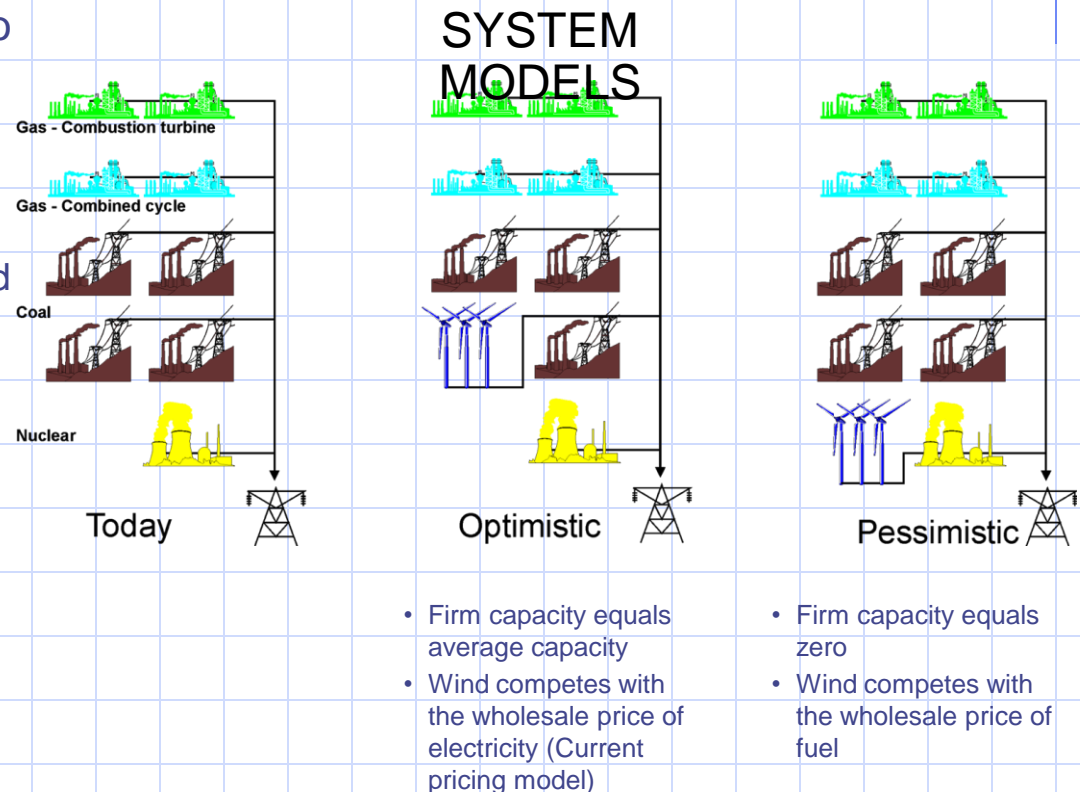 SYSTEM
MODELS
Gas - Combustion turbine
Gas - Combined cycle
Coal
Nuclear
Today
Optimistic
Pessimistic
• Firm capacity equals
average capacity
• Wind competes with
the wholesale price of
electricity (Current
pricing model)
• Firm capacity equals
zero
• Wind competes with
the wholesale price of
fuel